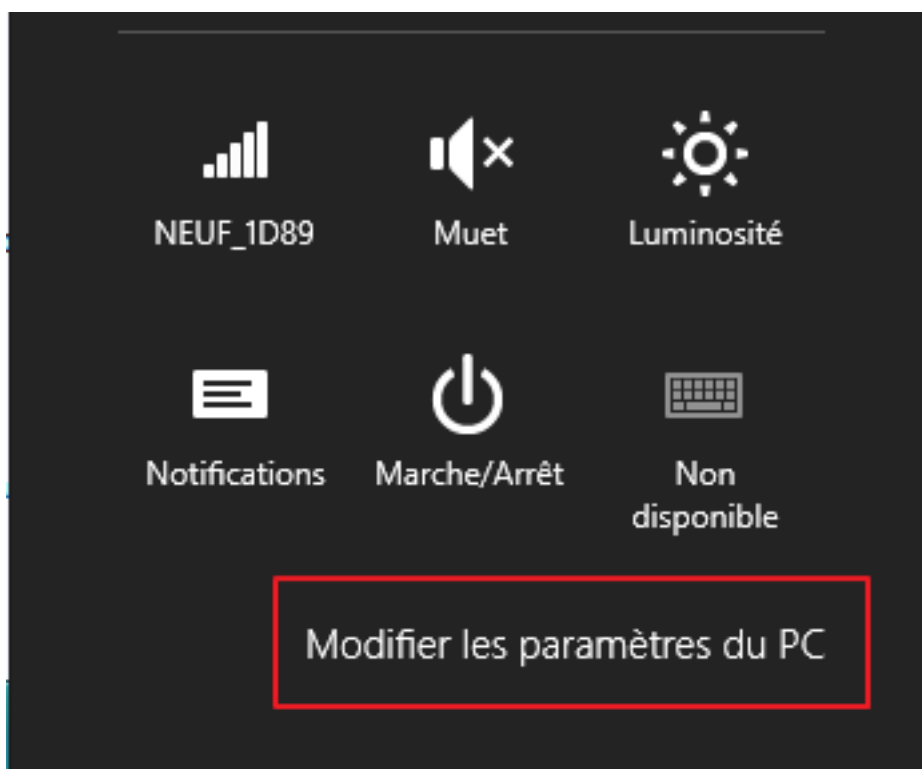 NEUF_1D89
Muet
Luminosité
Notifications
Marche/Arrêt
Non
disponible
Modifier les paramètres du PC